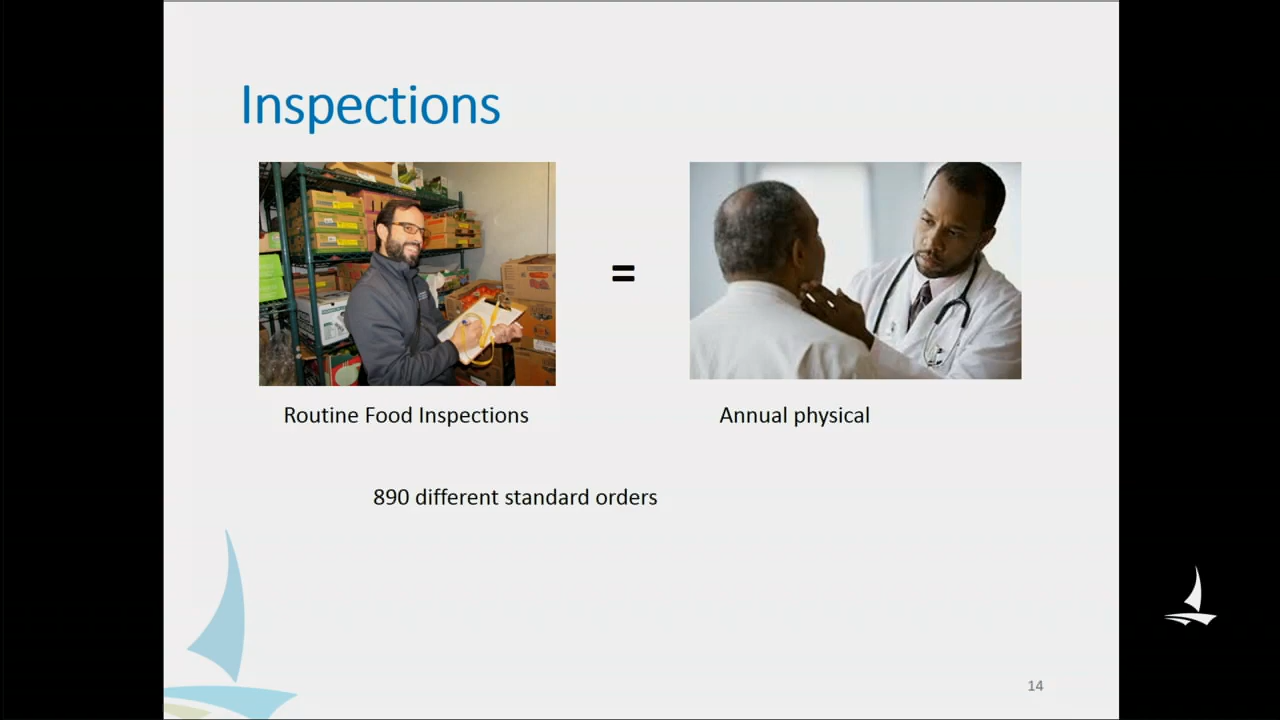 Inspections
=
Routine Food Inspections
Annual physical
890 different standard orders
14